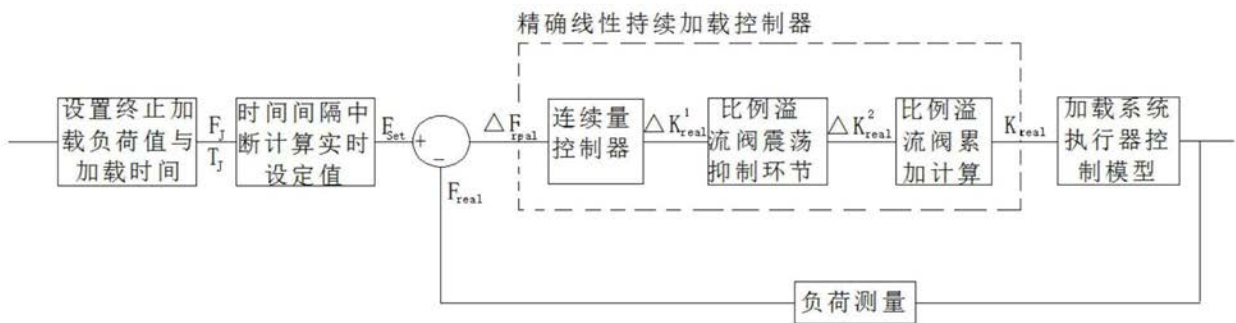 精确线性持续加载控制器
设置终止加
载负荷值与
加载时间
F_J
T_J
时间间隔中
断计算实时
设定值
F_Set
+
−
△F_real
连续量
控制器
△K^1_real
比例溢
流阀震荡
抑制环节
△K^2_real
比例溢
流阀累
加计算
K_real
加载系统
执行器控
制模型
F_real
负荷测量